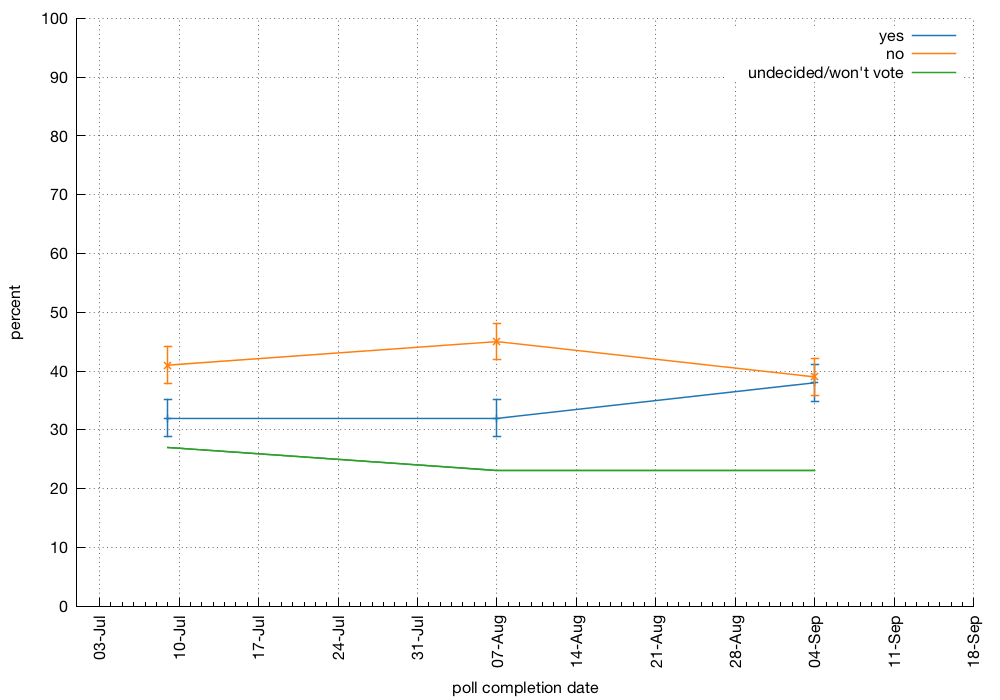 100
90
80
70
60
50
40
30
20
10
0
percent
yes
no
undecided/won't vote
03-Jul
10-Jul
17-Jul
24-Jul
31-Jul
07-Aug
14-Aug
21-Aug
28-Aug
04-Sep
11-Sep
18-Sep
poll completion date